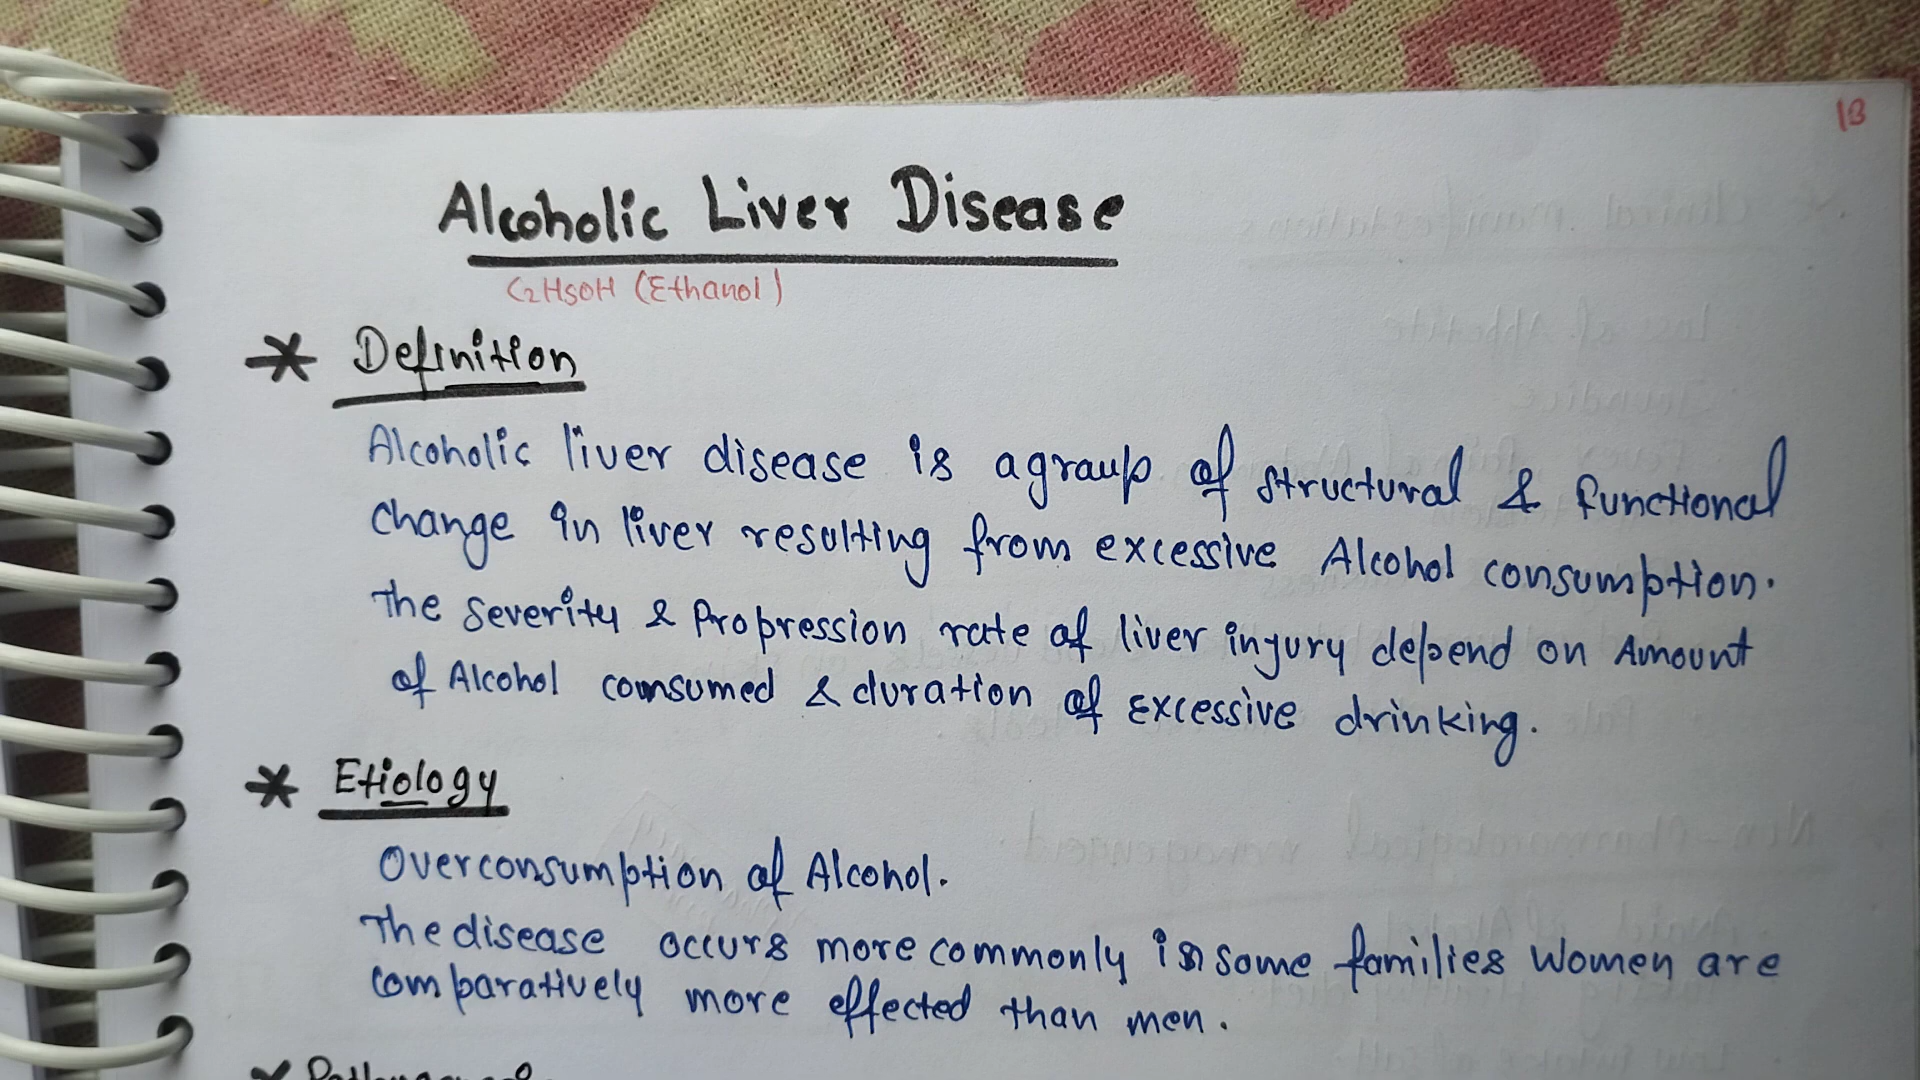 13
Alcoholic Liver Disease
C2H5OH (Ethanol)
* Definition
Alcoholic liver disease is a graup of structural & functional
change in liver resulting from excessive Alcohol consumption.
The severity & Propression rate of liver injury depend on Amount
of Alcohol comsumed & duration of Excessive drinking.
* Etiology
Overconsumption of Alcohol.
The disease occurs more commonly in some families Women are
comparatively more effected than men.